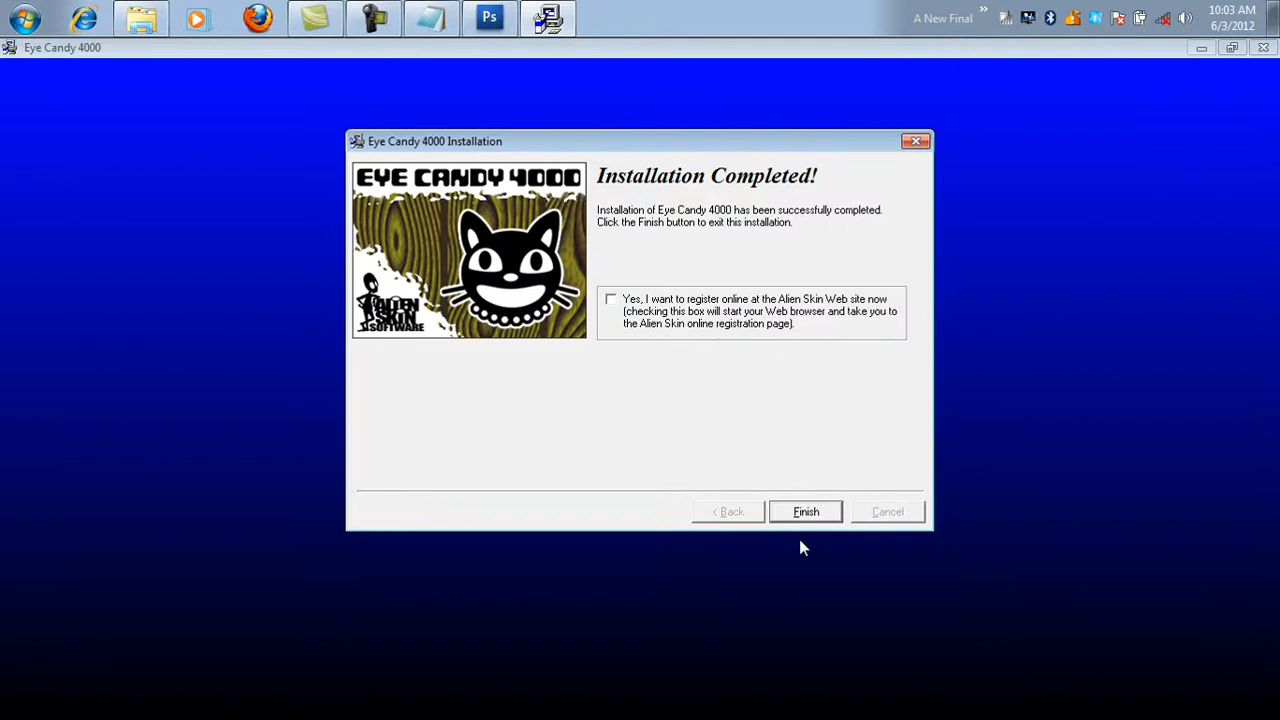 Ps
A New Final
»
10:03 AM
6/3/2012
Eye Candy 4000
Eye Candy 4000 Installation
EYE CANDY 4000
ALIEN
SKIN
SOFTWARE
Installation Completed!
Installation of Eye Candy 4000 has been successfully completed.
Click the Finish button to exit this installation.
Yes, I want to register online at the Alien Skin Web site now
(checking this box will start your Web browser and take you to
the Alien Skin online registration page).
< Back
Finish
Cancel